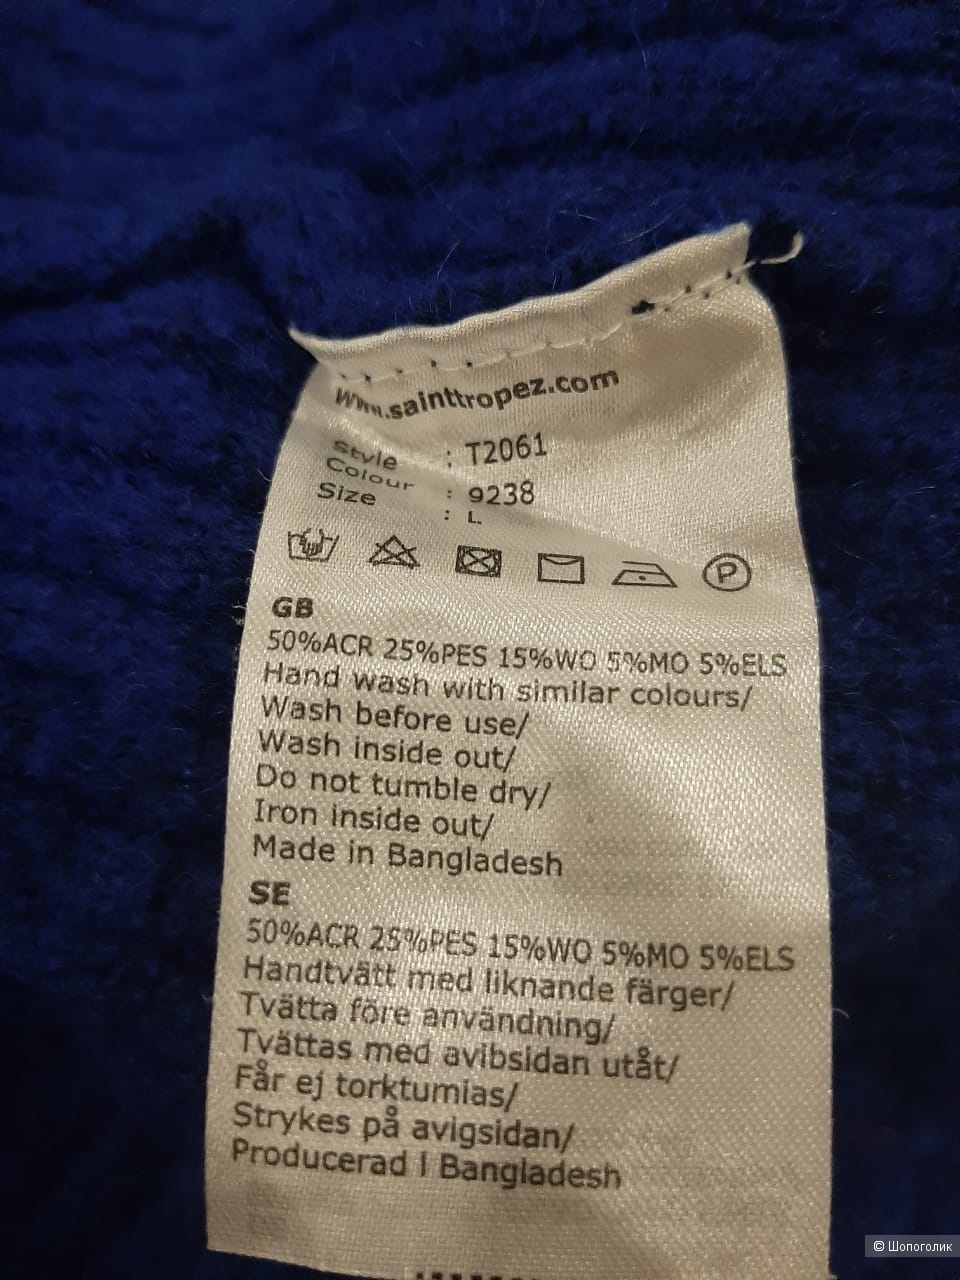 www.sainttropez.com
Style : T2061
Colour : 9238
Size : L.
P
GB
50%ACR 25%PES 15%WO 5%MO 5%ELS
Hand wash with similar colours/
Wash before use/
Wash inside out/
Do not tumble dry/
Iron inside out/
Made in Bangladesh
SE
50%ACR 25%PES 15%WO 5%MO 5%ELS
Handtvätt med liknande färger/
Tvätta före användning/
Tvättas med avibsidan utåt/
Får ej torktumlas/
Strykes på avigsidan/
Producerad I Bangladesh
© Шопоголик